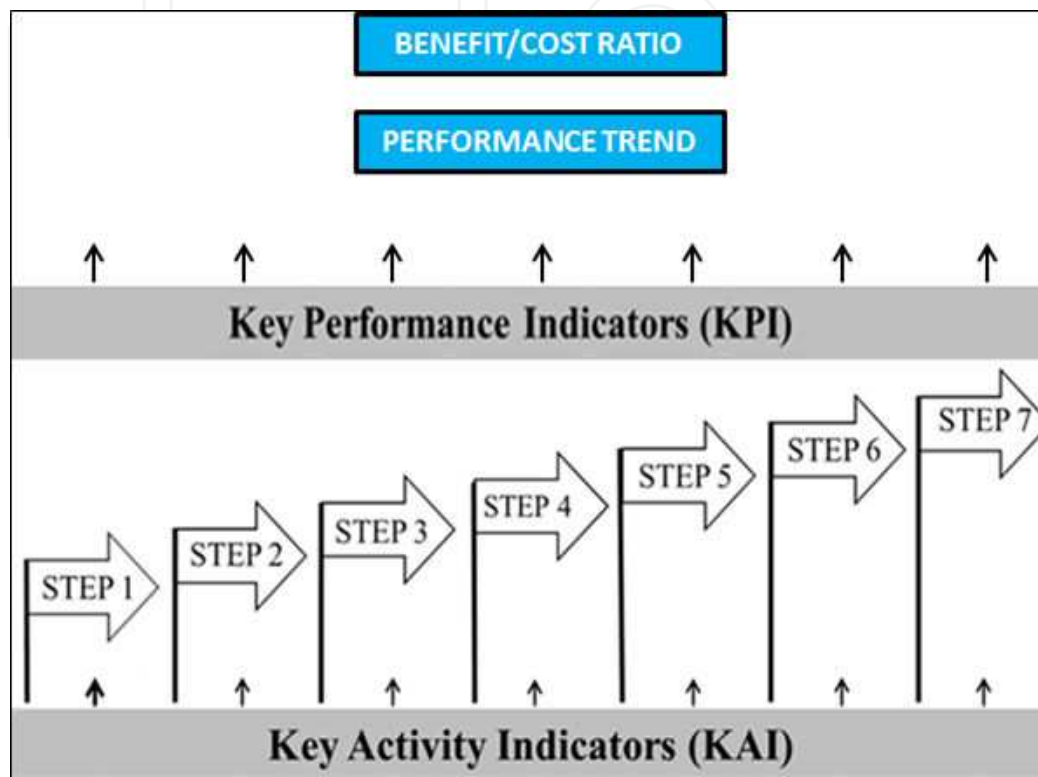 BENEFIT/COST RATIO
PERFORMANCE TREND
Key Performance Indicators (KPI)
STEP 1
STEP 2
STEP 3
STEP 4
STEP 5
STEP 6
STEP 7
Key Activity Indicators (KAI)